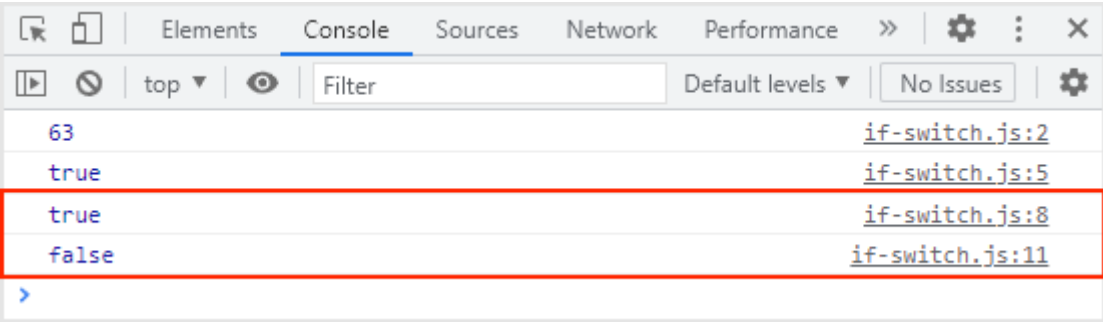 Elements Console Sources Network Performance »
top ▼ Filter Default levels ▼ No Issues
63 if-switch.js:2
true if-switch.js:5
true if-switch.js:8
false if-switch.js:11
>